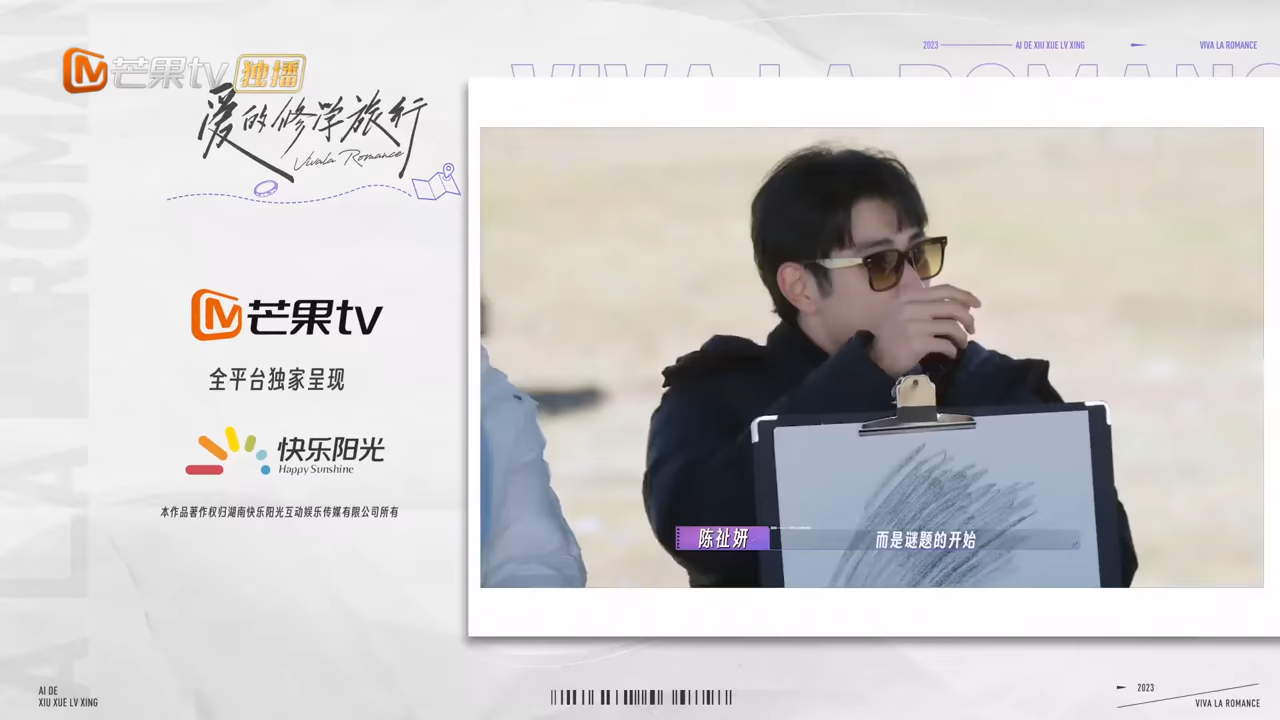 芒果tv 独播
爱的修学旅行
Vivala Romance
2023
AI DE XIU XUE LV XING
VIVA LA ROMANCE
VIVA LA ROMANC
芒果tv
全平台独家呈现
快乐阳光
Happy Sunshine
本作品著作权归湖南快乐阳光互动娱乐传媒有限公司所有
陈祉妍
而是谜题的开始
AI DE
XIU XUE LV XING
2023
VIVA LA ROMANCE